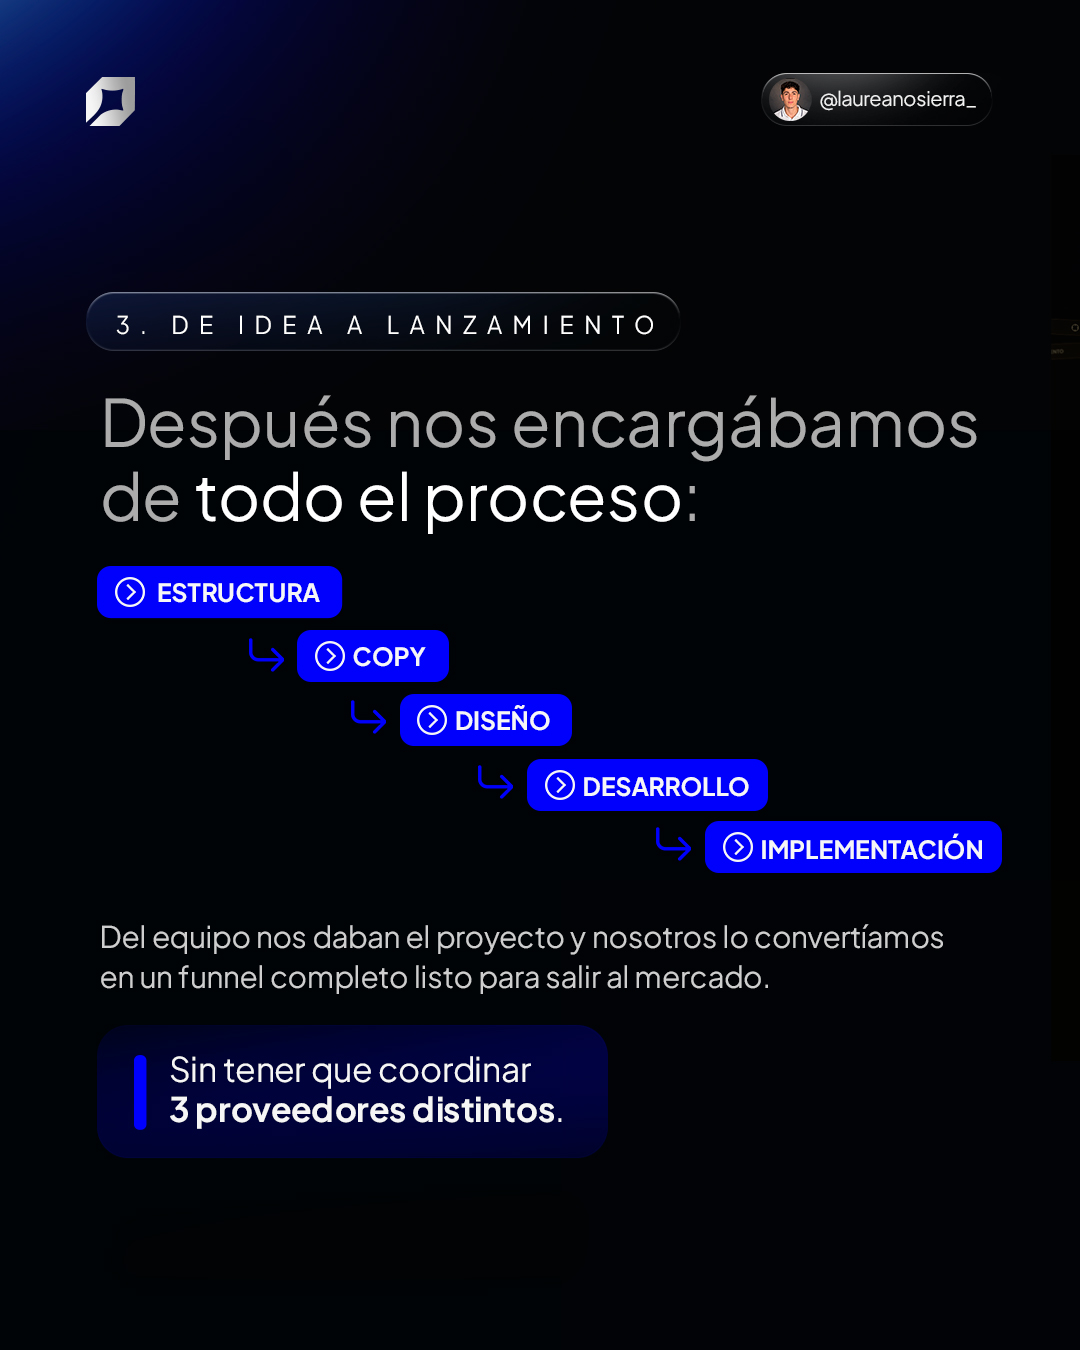 @laureanosierra_
3. DE IDEA A LANZAMIENTO
Después nos encargábamos
de todo el proceso:
ESTRUCTURA
COPY
DISEÑO
DESARROLLO
IMPLEMENTACIÓN
Del equipo nos daban el proyecto y nosotros lo convertíamos
en un funnel completo listo para salir al mercado.
Sin tener que coordinar
3 proveedores distintos.